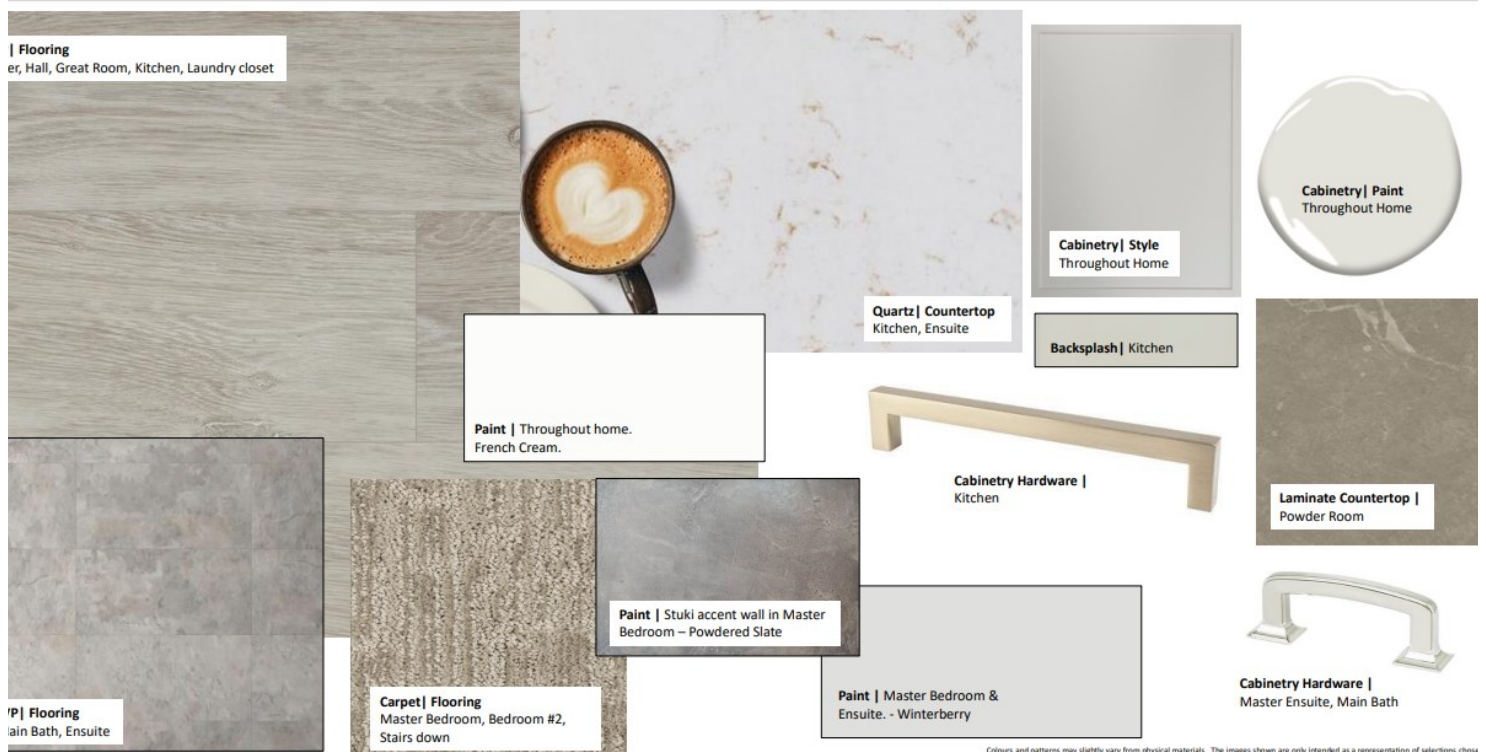 | Flooring
er, Hall, Great Room, Kitchen, Laundry closet
Cabinetry| Paint
Throughout Home
Cabinetry| Style
Throughout Home
Quartz| Countertop
Kitchen, Ensuite
Backsplash| Kitchen
Paint | Throughout home.
French Cream.
Cabinetry Hardware |
Kitchen
Laminate Countertop |
Powder Room
Paint | Stuki accent wall in Master
Bedroom – Powdered Slate
Paint | Master Bedroom &
Ensuite. - Winterberry
Cabinetry Hardware |
Master Ensuite, Main Bath
Carpet| Flooring
Master Bedroom, Bedroom #2,
Stairs down
VP| Flooring
ain Bath, Ensuite
Colours and patterns may slightly vary from physical materials. The images shown are only intended as a representation of selections chose